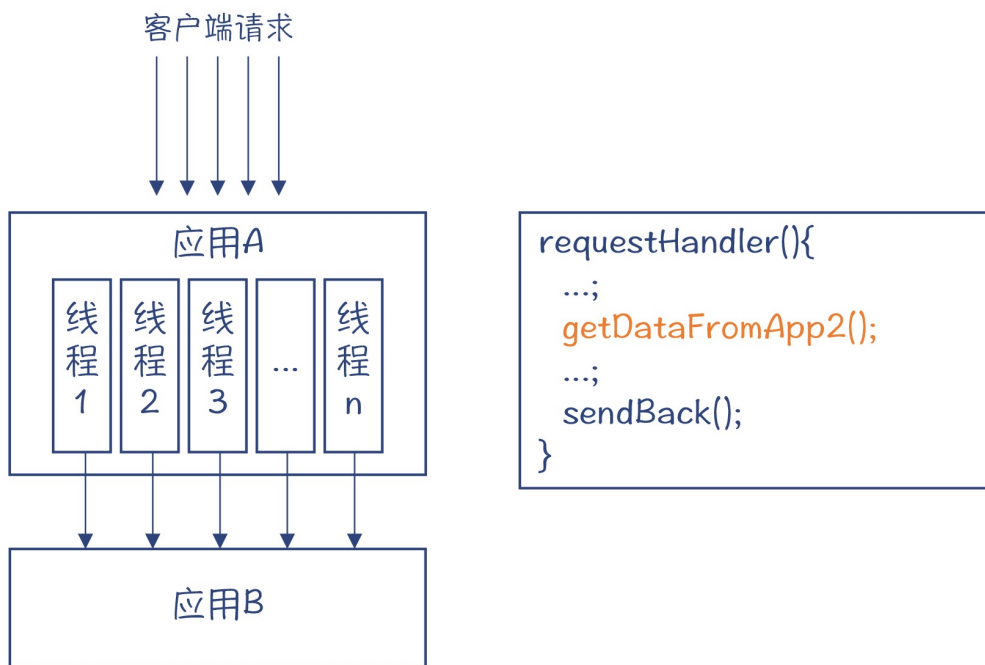 客户端请求
应用A
线程1
线程2
线程3
...
线程n
应用B
requestHandler(){
...;
getDataFromApp2();
...;
sendBack();
}